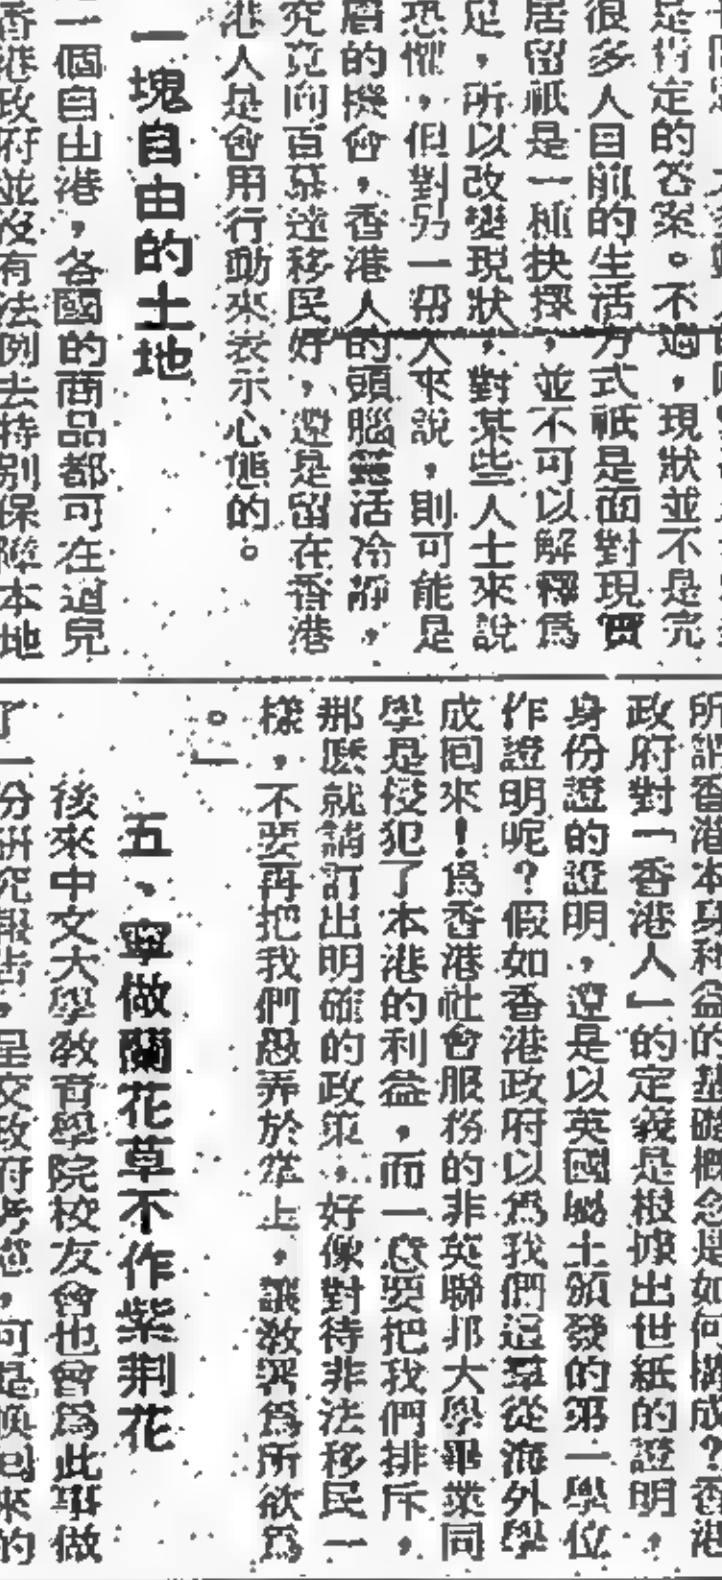 是肯定的答案。不過,現狀並不是完
很多人目前的生活方式祇是面對現實
居留祇是一種抉擇,並不可以解釋為
足,所以改變現狀,對某些人士來說
恐懼,但對另一帮人來說,則可能是
的機會,香港人的頭腦靈活冷靜,
究竟向百慕達移民好,還是留在香港
港人是會用行動來表示心態的。
一塊自由的土地
一個自由港,各國的商品都可在這兒
香港政府並沒有法例去特別保障本地
所謂香港本身利益的基礎概念是如何構成?香港
政府對「香港人」的定義是根據出世紙的證明,
身份證的證明,還是以英國屬土頒發的第一學位
作證明呢?假如香港政府以為我們這羣從海外學
成回來!為香港社會服務的非英聯邦大學畢業同
學是侵犯了本港的利益,而一意要把我們排斥,
那麽就請訂出明確的政策,好像對待非法移民一
樣,不要再把我們愚弄於堂上,讓教署為所欲為
。」
五、寧做蘭花草不作紫荆花
後來中文大學教育學院校友會也曾為此事做
了一份研究報告,呈交政府考慮,可是換回來的